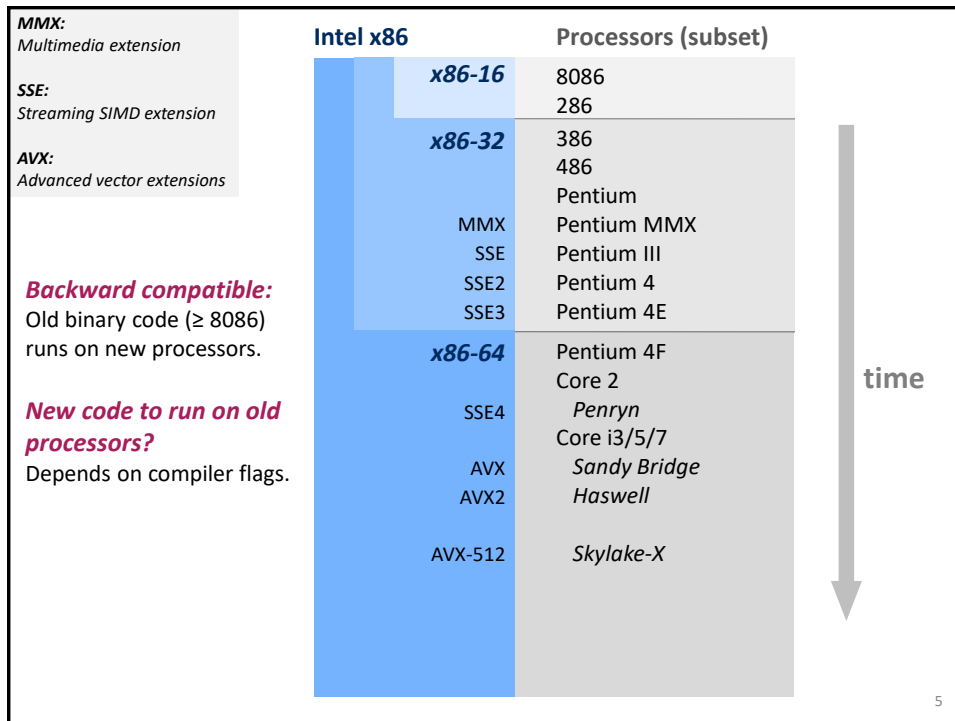 MMX:
Multimedia extension
SSE:
Streaming SIMD extension
AVX:
Advanced vector extensions
Backward compatible:
Old binary code (≥ 8086)
runs on new processors.
New code to run on old
processors?
Depends on compiler flags.
Intel x86 Processors (subset)
x86-16 8086
286
x86-32 386
486
Pentium
MMX Pentium MMX
SSE Pentium III
SSE2 Pentium 4
SSE3 Pentium 4E
x86-64 Pentium 4F
Core 2
SSE4 Penryn
Core i3/5/7
AVX Sandy Bridge
AVX2 Haswell
AVX-512 Skylake-X
time
5